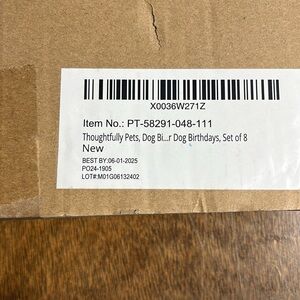 X0036W271Z
Item No.: PT-58291-048-111
Thoughtfully Pets, Dog Bi...r Dog Birthdays, Set of 8
New
BEST BY:06-01-2025
PO24-1905
LOT#:M01G06132402